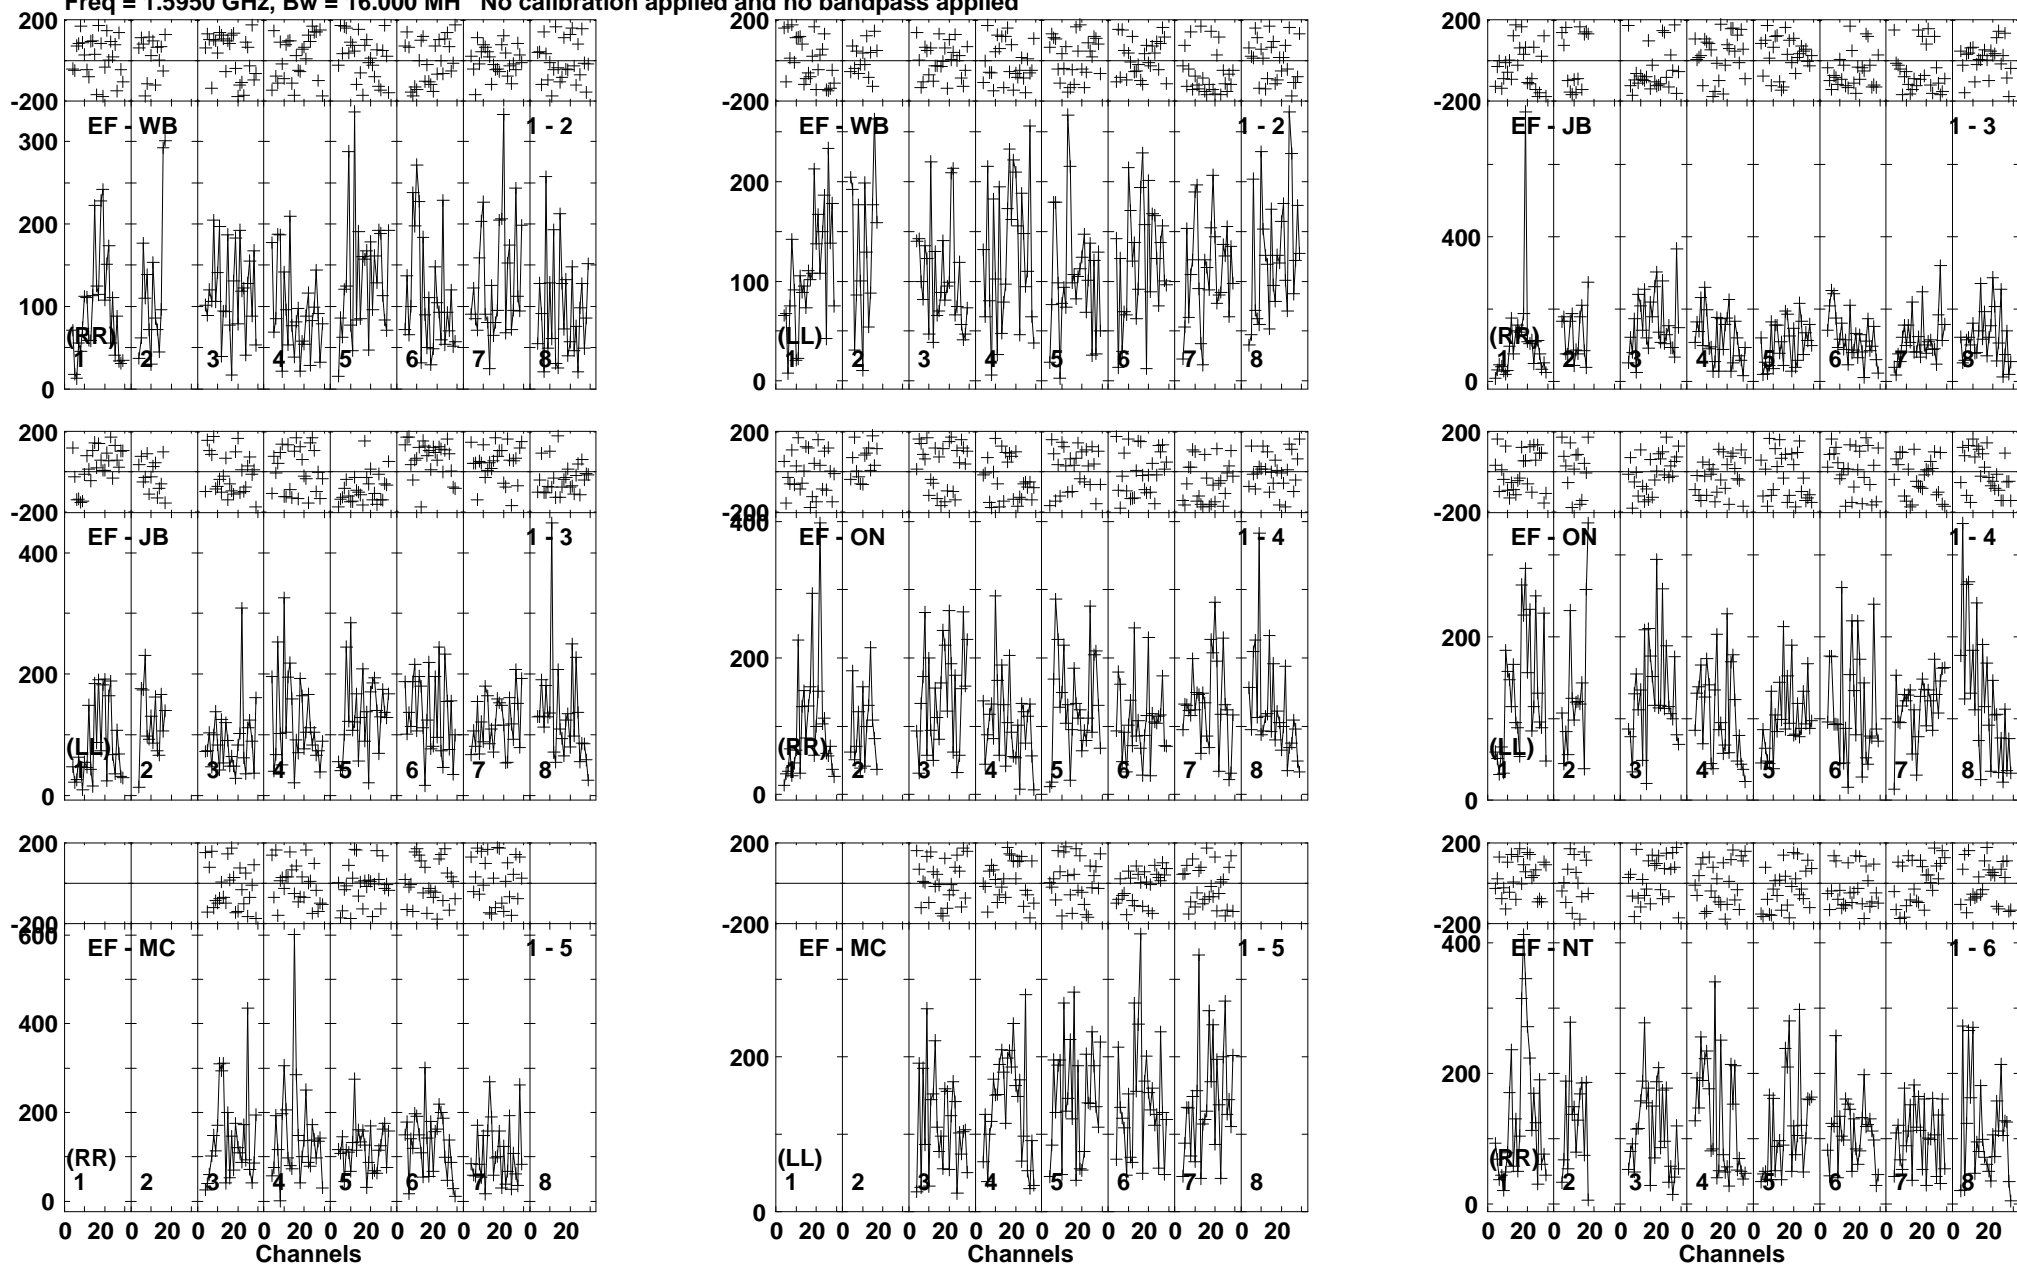 Freq = 1.5950 GHz, Bw = 16.000 MH No calibration applied and no bandpass applied
200 200 200
-200 -200 -200
EF - WB 1 - 2 EF - WB 1 - 2 EF - JB 1 - 3
300
200 200 400
200
100 100
(RR) (LL) (RR)
1 2 3 4 5 6 7 8 1 2 3 4 5 6 7 8 1 2 3 4 5 6 7 8
0 0 0
200 200 200
-200 -200 -200
400
EF - JB 1 - 3 EF - ON 1 - 4 EF - ON 1 - 4
400
200 200 200
(LL) (RR) (LL)
1 2 3 4 5 6 7 8 1 2 3 4 5 6 7 8 1 2 3 4 5 6 7 8
0 0 0
200 200 200
-200 -200 -200
600 400
EF - MC 1 - 5 EF - MC 1 - 5 EF - NT 1 - 6
400
200 200 200
(RR) (LL) (RR)
1 2 3 4 5 6 7 8 1 2 3 4 5 6 7 8 1 2 3 4 5 6 7 8
0 0 0
0 20 0 20 0 20 0 20 0 20 0 20 0 20 0 20 0 20 0 20 0 20 0 20 0 20 0 20 0 20 0 20 0 20 0 20 0 20 0 20 0 20 0 20 0 20 0 20
Channels Channels Channels